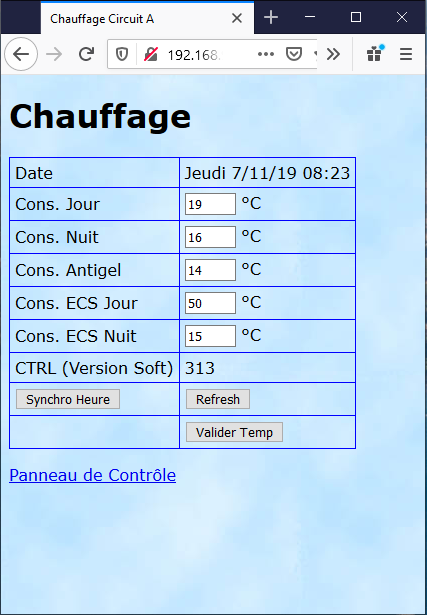 Chauffage Circuit A
192.168.
Chauffage
Date Jeudi 7/11/19 08:23
Cons. Jour 19 °C
Cons. Nuit 16 °C
Cons. Antigel 14 °C
Cons. ECS Jour 50 °C
Cons. ECS Nuit 15 °C
CTRL (Version Soft) 313
Synchro Heure Refresh
Valider Temp
Panneau de Contrôle